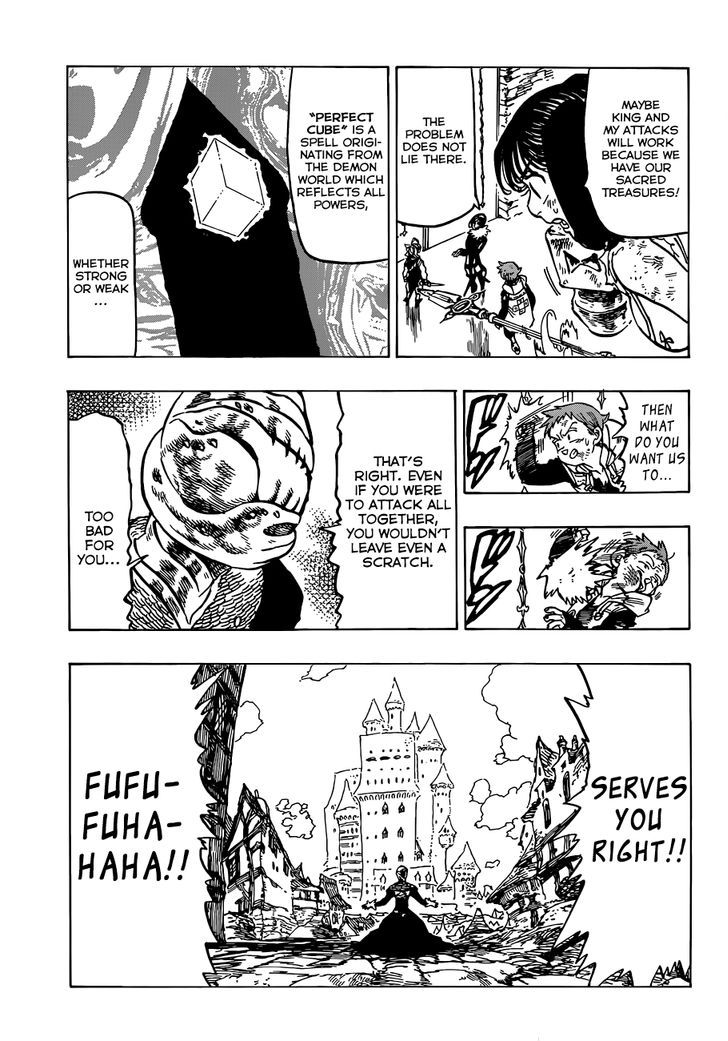 MAYBE
KING AND
MY ATTACKS
WILL WORK
BECAUSE WE
HAVE OUR
SACRED
TREASURES!
THE
PROBLEM
DOES NOT
LIE THERE.
"PERFECT
CUBE" IS A
SPELL ORIGI-
NATING FROM
THE DEMON
WORLD WHICH
REFLECTS ALL
POWERS,
WHETHER
STRONG
OR WEAK
...
THEN
WHAT
DO YOU
WANT US
TO...
THAT'S
RIGHT. EVEN
IF YOU WERE
TO ATTACK ALL
TOGETHER,
YOU WOULDN'T
LEAVE EVEN A
SCRATCH.
TOO
BAD
FOR
YOU...
SERVES
YOU
RIGHT!!
FUFU-
FUHA-
HAHA!!